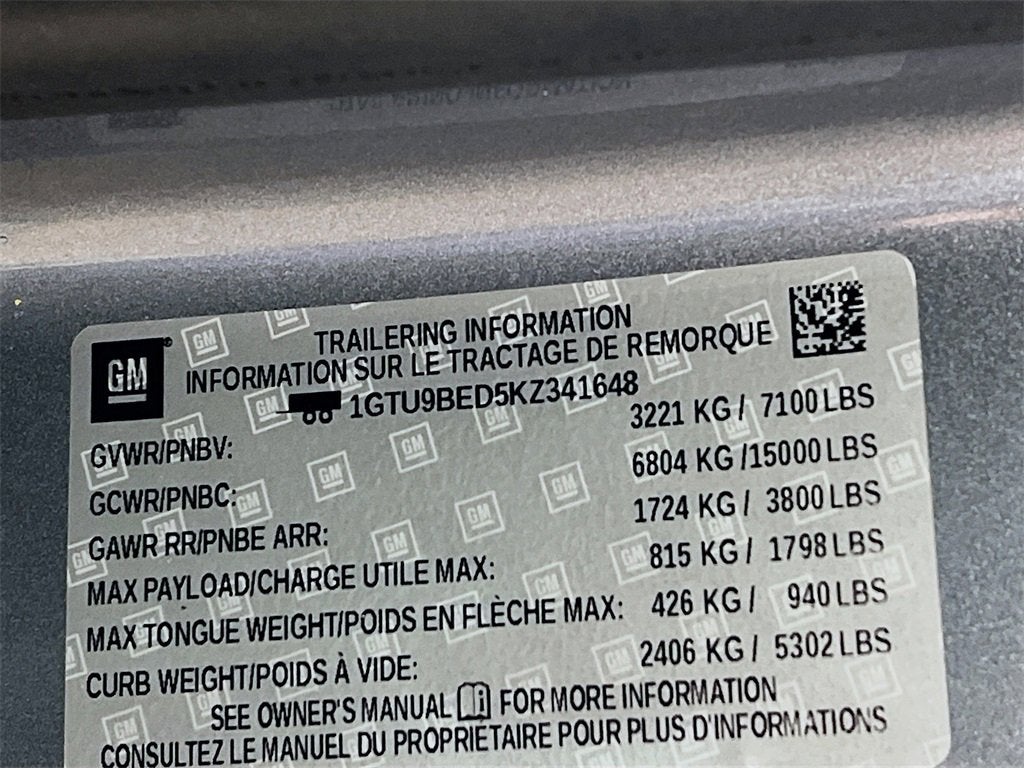 GM
TRAILERING INFORMATION
INFORMATION SUR LE TRACTAGE DE REMORQUE
1GTU9BED5KZ341648
GVWR/PNBV: 3221 KG / 7100 LBS
GCWR/PNBC: 6804 KG /15000 LBS
GAWR RR/PNBE ARR: 1724 KG / 3800 LBS
MAX PAYLOAD/CHARGE UTILE MAX: 815 KG / 1798 LBS
MAX TONGUE WEIGHT/POIDS EN FLÈCHE MAX: 426 KG / 940 LBS
CURB WEIGHT/POIDS À VIDE: 2406 KG / 5302 LBS
SEE OWNER'S MANUAL FOR MORE INFORMATION
CONSULTEZ LE MANUEL DU PROPRIÉTAIRE POUR PLUS D'INFORMATIONS